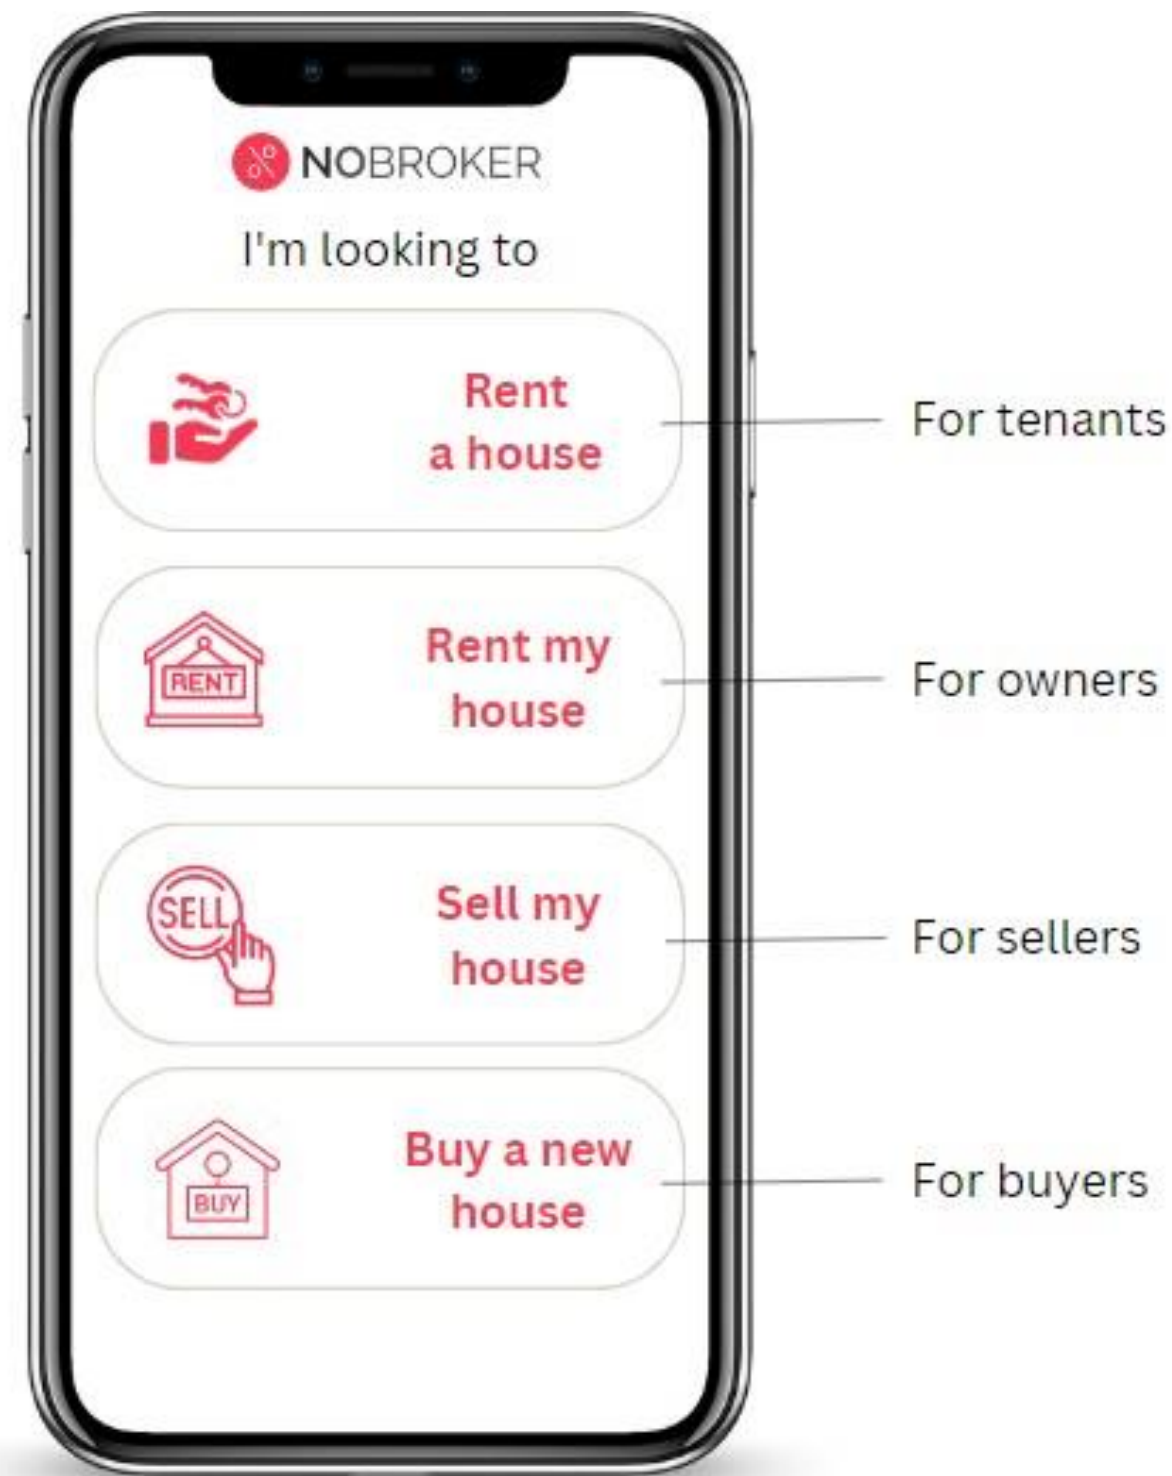 NOBROKER
I'm looking to
Rent
a house
For tenants
RENT
Rent my
house
For owners
SELL
Sell my
house
For sellers
BUY
Buy a new
house
For buyers